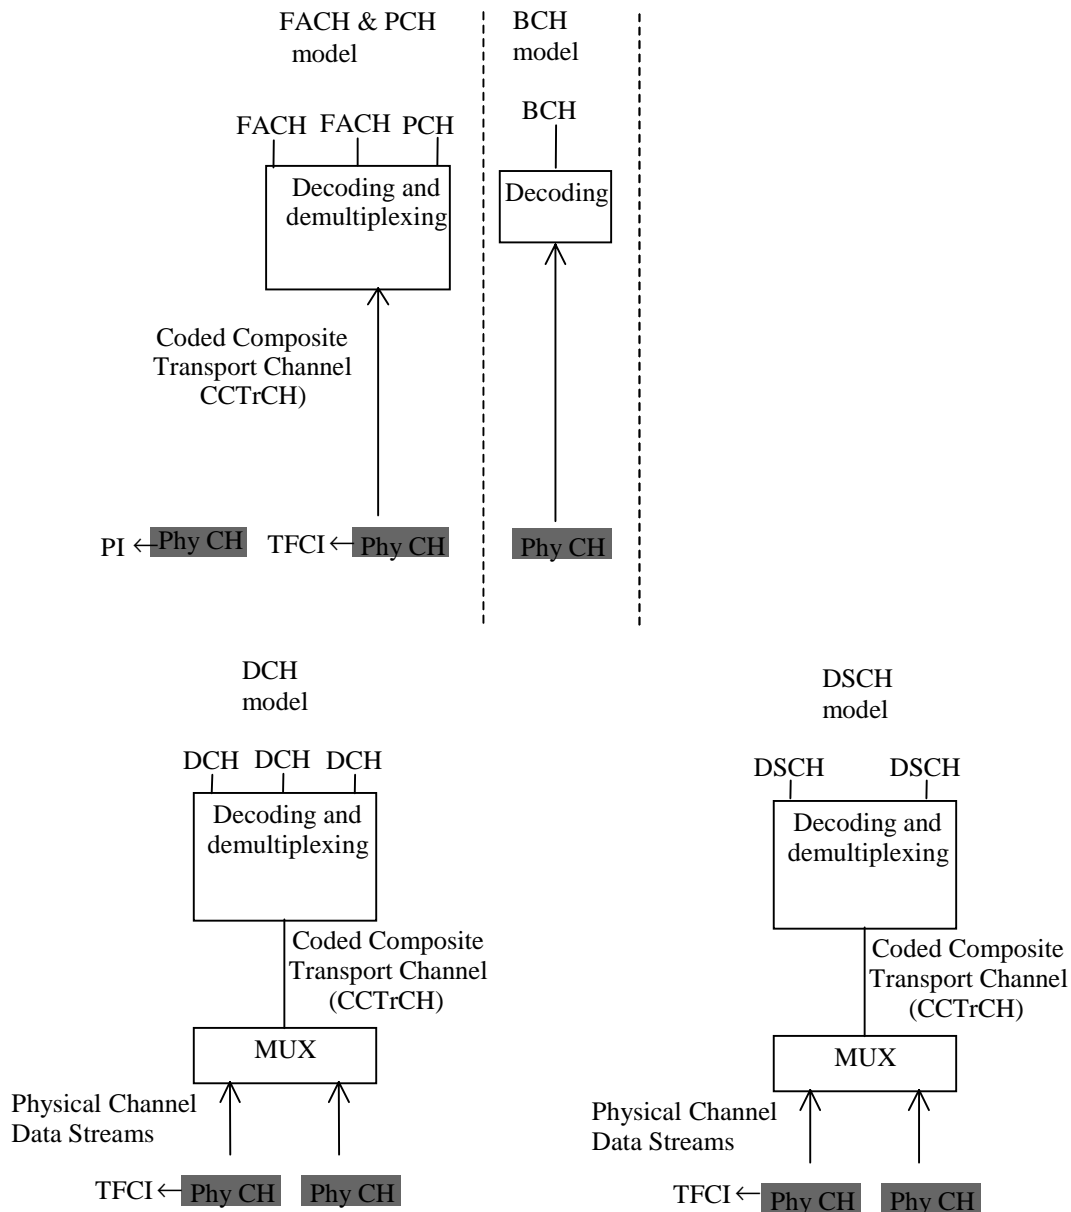 FACH & PCH
model
BCH
model
FACH FACH PCH
BCH
Decoding and
demultiplexing
Decoding
Coded Composite
Transport Channel
CCTrCH)
PI
Phy CH
TFCI
Phy CH
Phy CH
DCH
model
DCH DCH DCH
Decoding and
demultiplexing
Coded Composite
Transport Channel
(CCTrCH)
MUX
Physical Channel
Data Streams
TFCI
Phy CH
Phy CH
DSCH
model
DSCH DSCH
Decoding and
demultiplexing
Coded Composite
Transport Channel
(CCTrCH)
MUX
Physical Channel
Data Streams
TFCI
Phy CH
Phy CH